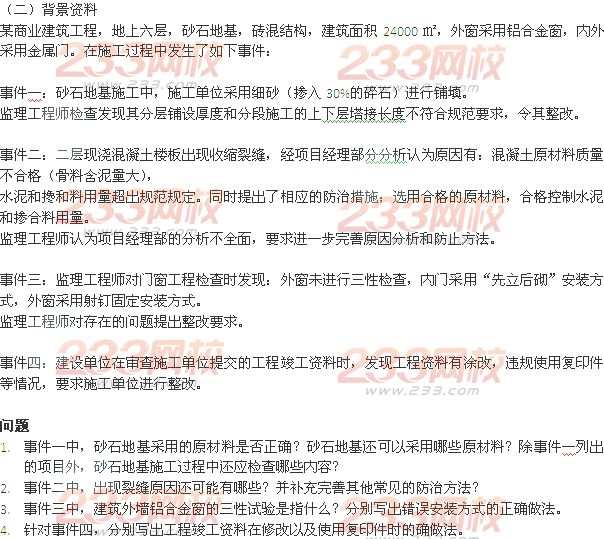 （二）背景资料
某商业建筑工程，地上六层，砂石地基，砖混结构，建筑面积 24000 ㎡，外窗采用铝合金窗，内外
采用金属门。在施工过程中发生了如下事件：
事件一：砂石地基施工中，施工单位采用细砂（掺入 30%的碎石）进行铺填。
监理工程师检查发现其分层铺设厚度和分段施工的上下层塔接长度不符合规范要求，令其整改。
事件二：二层现浇混凝土楼板出现收缩裂缝，经项目经理部分分析认为原因有：混凝土原材料质量
不合格（骨料含泥量大），
水泥和搀和料用量超出规范规定。同时提出了相应的防治措施；选用合格的原材料，合格控制水泥
和掺合料用量。
监理工程师认为项目经理部的分析不全面，要求进一步完善原因分析和防止方法。
事件三：监理工程师对门窗工程检查时发现：外窗未进行三性检查，内门采用“先立后砌”安装方
式，外窗采用射钉固定安装方式。
监理工程师对存在的问题提出整改要求。
事件四：建设单位在审查施工单位提交的工程竣工资料时，发现工程资料有涂改，违规使用复印件
等情况，要求施工单位进行整改。
问题
1. 事件一中，砂石地基采用的原材料是否正确？砂石地基还可以采用哪些原材料？除事件一列出
的项目外，砂石地基施工过程中还应检查哪些内容？
2. 事件二中，出现裂缝原因还可能有哪些？并补充完善其他常见的防治方法？
3. 事件三中，建筑外墙铝合金窗的三性试验是指什么？分别写出错误安装方式的正确做法。
4. 针对事件四，分别写出工程竣工资料在修改以及使用复印件时的确做法。
233网校
www.233.com